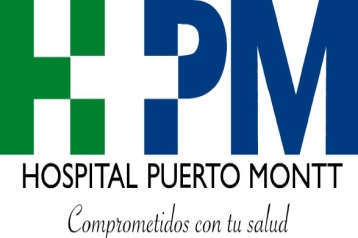 HPM
HOSPITAL PUERTO MONTT
Comprometidos con tu salud